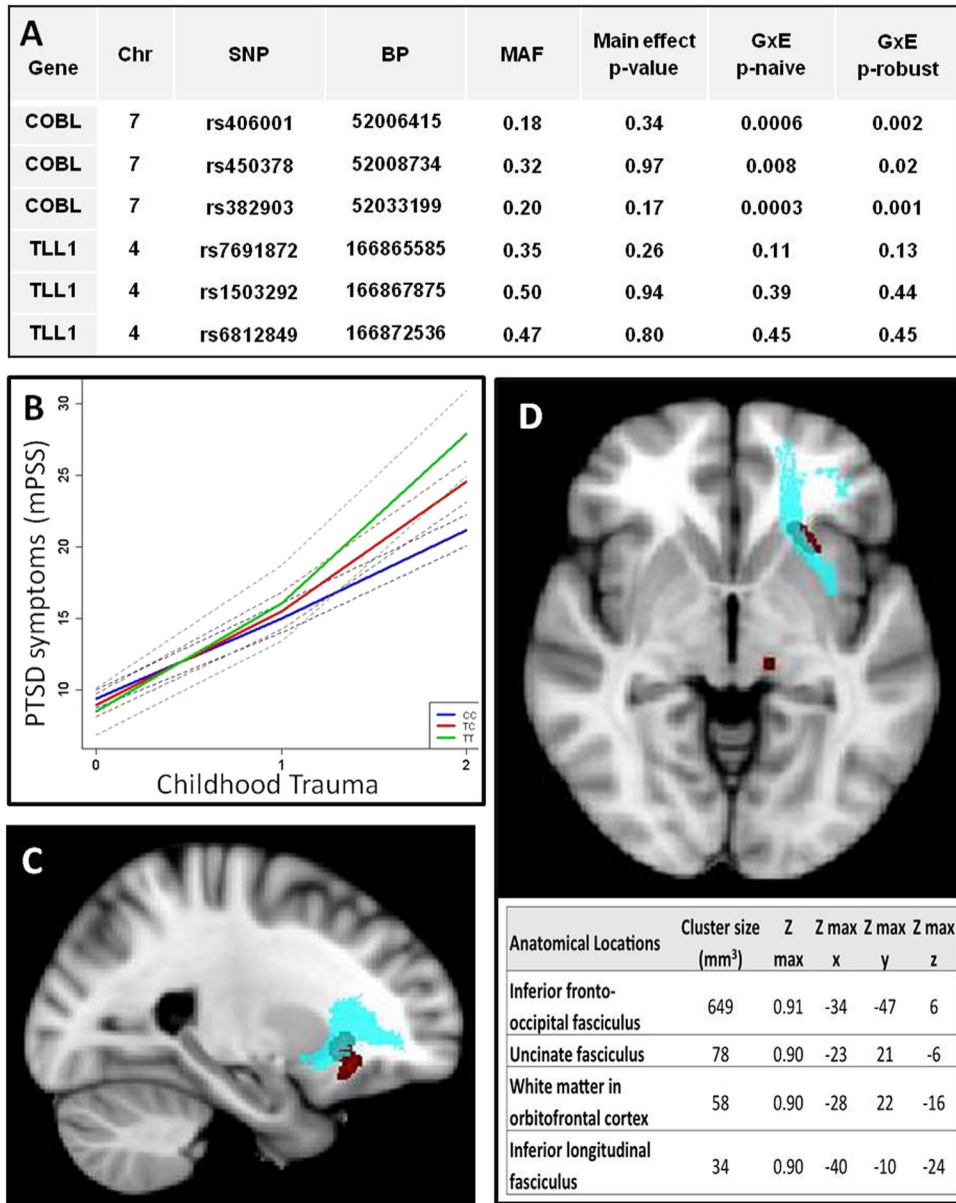 A
Gene Chr SNP BP MAF Main effect p-value GxE p-naive GxE p-robust
COBL 7 rs406001 52006415 0.18 0.34 0.0006 0.002
COBL 7 rs450378 52008734 0.32 0.97 0.008 0.02
COBL 7 rs382903 52033199 0.20 0.17 0.0003 0.001
TLL1 4 rs7691872 166865585 0.35 0.26 0.11 0.13
TLL1 4 rs1503292 166867875 0.50 0.94 0.39 0.44
TLL1 4 rs6812849 166872536 0.47 0.80 0.45 0.45
B
PTSD symptoms (mPSS)
30
25
20
15
10
0 1 2
Childhood Trauma
CC
TC
TT
C
D
Anatomical Locations Cluster size (mm³) Z max Z max x Z max y Z max z
Inferior fronto-
occipital fasciculus 649 0.91 -34 -47 6
Uncinate fasciculus 78 0.90 -23 21 -6
White matter in
orbitofrontal cortex 58 0.90 -28 22 -16
Inferior longitudinal
fasciculus 34 0.90 -40 -10 -24